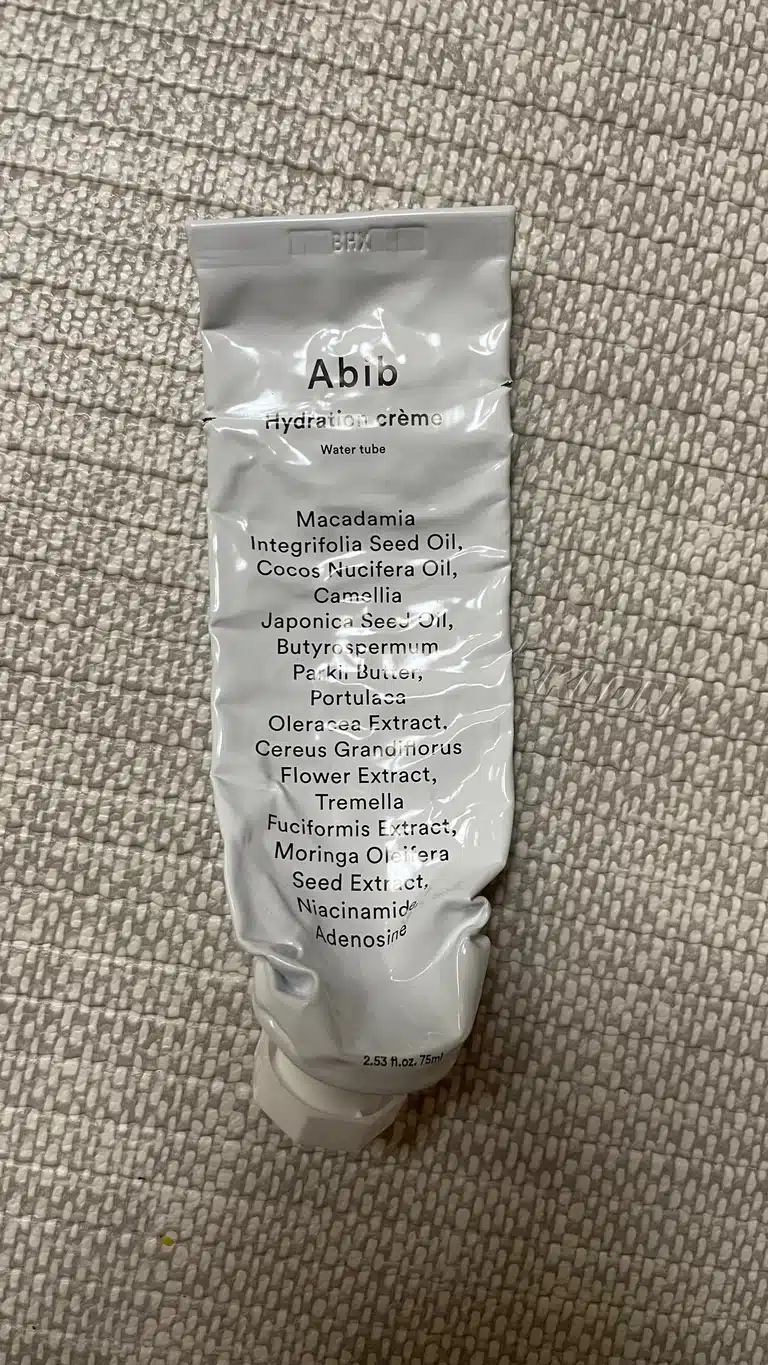 BHX
Abib
Hydration crème
Water tube
Macadamia
Integrifolia Seed Oil,
Cocos Nucifera Oil,
Camellia
Japonica Seed Oil,
Butyrospermum
Parkii Butter,
Portulaca
Oleracea Extract,
Cereus Grandiflorus
Flower Extract,
Tremella
Fuciformis Extract,
Moringa Oleifera
Seed Extract,
Niacinamide,
Adenosine
2.53 fl.oz. 75ml